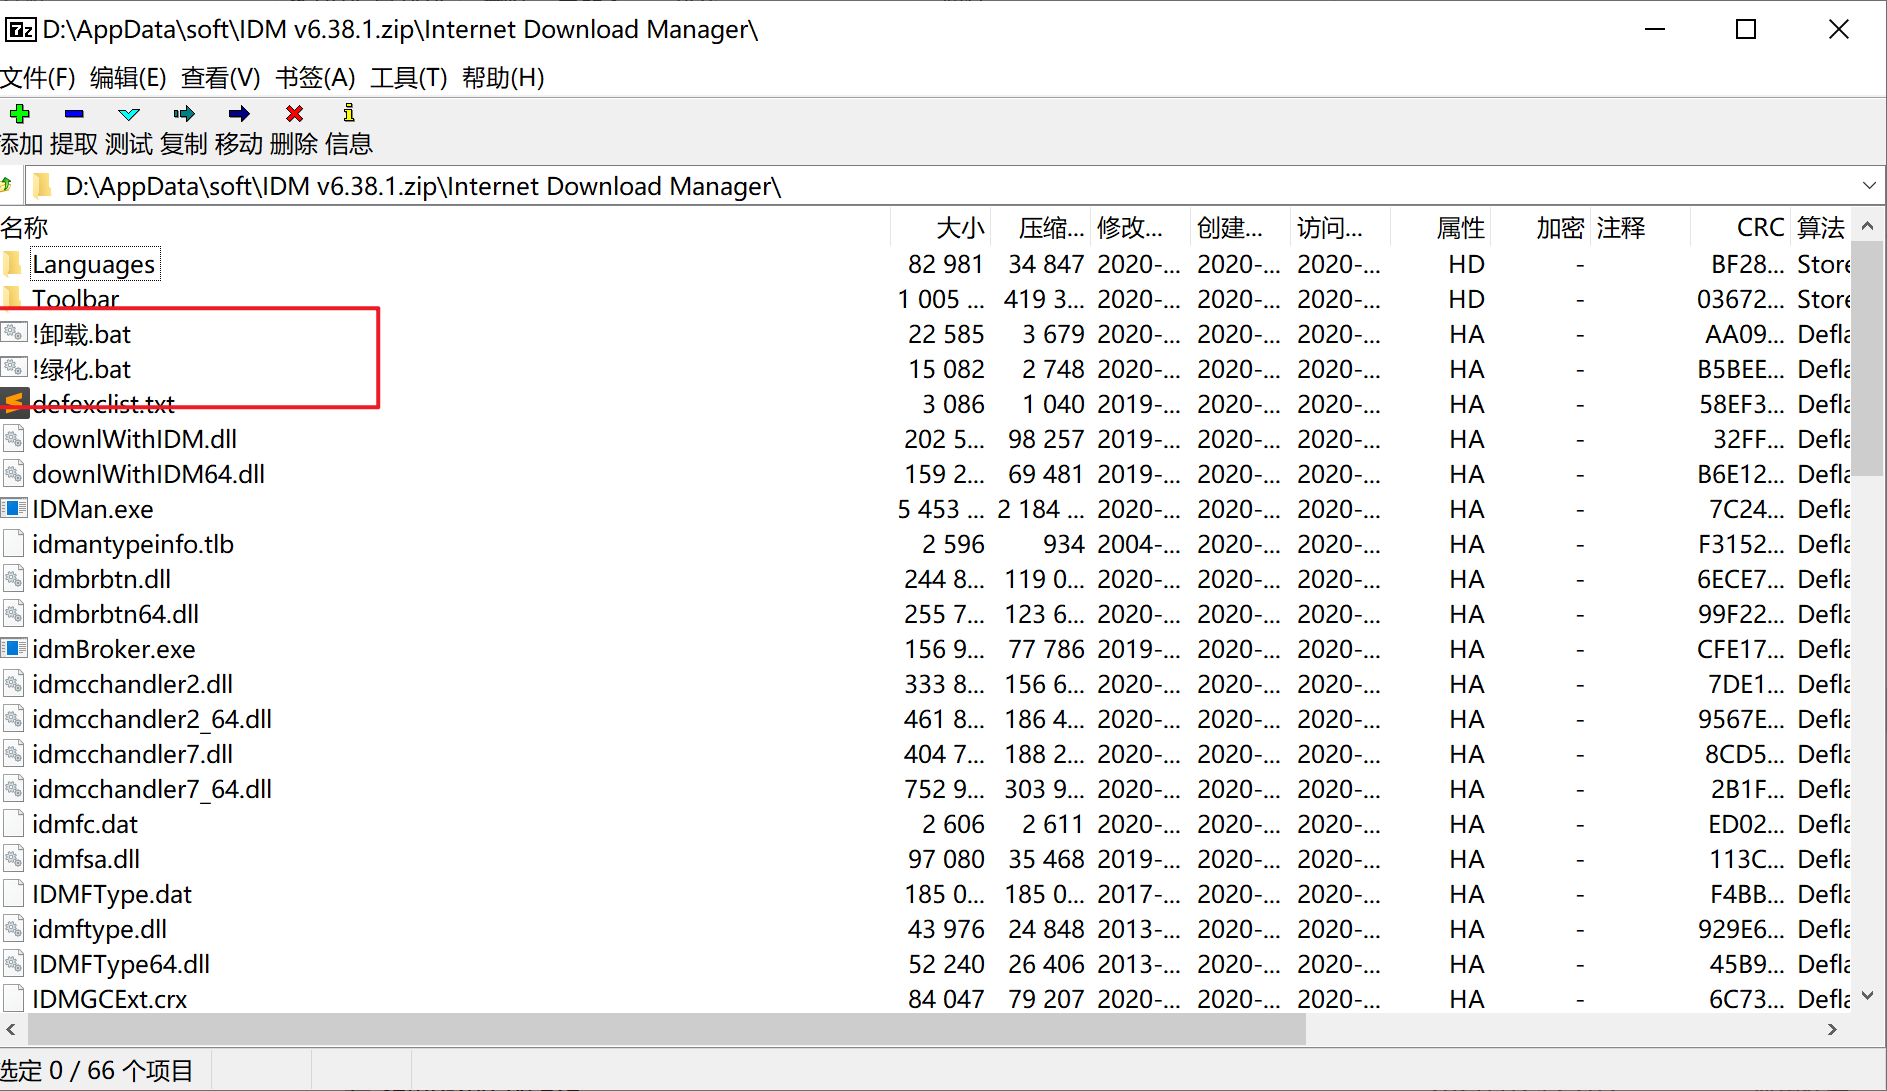 D:\AppData\soft\IDM v6.38.1.zip\Internet Download Manager\
文件(F) 编辑(E) 查看(V) 书签(A) 工具(T) 帮助(H)
添加 提取 测试 复制 移动 删除 信息
D:\AppData\soft\IDM v6.38.1.zip\Internet Download Manager\
名称 大小 压缩... 修改... 创建... 访问... 属性 加密 注释 CRC 算法
Languages 82 981 34 847 2020-... 2020-... 2020-... HD - BF28... Store
Toolbar 1 005 ... 419 3... 2020-... 2020-... 2020-... HD - 03672... Store
!卸载.bat 22 585 3 679 2020-... 2020-... 2020-... HA - AA09... Defla
!绿化.bat 15 082 2 748 2020-... 2020-... 2020-... HA - B5BEE... Defla
defexclist.txt 3 086 1 040 2019-... 2020-... 2020-... HA - 58EF3... Defla
downlWithIDM.dll 202 5... 98 257 2019-... 2020-... 2020-... HA - 32FF... Defla
downlWithIDM64.dll 159 2... 69 481 2019-... 2020-... 2020-... HA - B6E12... Defla
IDMan.exe 5 453 ... 2 184 ... 2020-... 2020-... 2020-... HA - 7C24... Defla
idmantypeinfo.tlb 2 596 934 2004-... 2020-... 2020-... HA - F3152... Defla
idmbrbtn.dll 244 8... 119 0... 2020-... 2020-... 2020-... HA - 6ECE7... Defla
idmbrbtn64.dll 255 7... 123 6... 2020-... 2020-... 2020-... HA - 99F22... Defla
idmBroker.exe 156 9... 77 786 2019-... 2020-... 2020-... HA - CFE17... Defla
idmcchandler2.dll 333 8... 156 6... 2020-... 2020-... 2020-... HA - 7DE1... Defla
idmcchandler2_64.dll 461 8... 186 4... 2020-... 2020-... 2020-... HA - 9567E... Defla
idmcchandler7.dll 404 7... 188 2... 2020-... 2020-... 2020-... HA - 8CD5... Defla
idmcchandler7_64.dll 752 9... 303 9... 2020-... 2020-... 2020-... HA - 2B1F... Defla
idmfc.dat 2 606 2 611 2020-... 2020-... 2020-... HA - ED02... Defla
idmfsa.dll 97 080 35 468 2019-... 2020-... 2020-... HA - 113C... Defla
IDMFType.dat 185 0... 185 0... 2017-... 2020-... 2020-... HA - F4BB... Defla
idmftype.dll 43 976 24 848 2013-... 2020-... 2020-... HA - 929E6... Defla
IDMFType64.dll 52 240 26 406 2013-... 2020-... 2020-... HA - 45B9... Defla
IDMGCExt.crx 84 047 79 207 2020-... 2020-... 2020-... HA - 6C73... Defla
选定 0 / 66 个项目